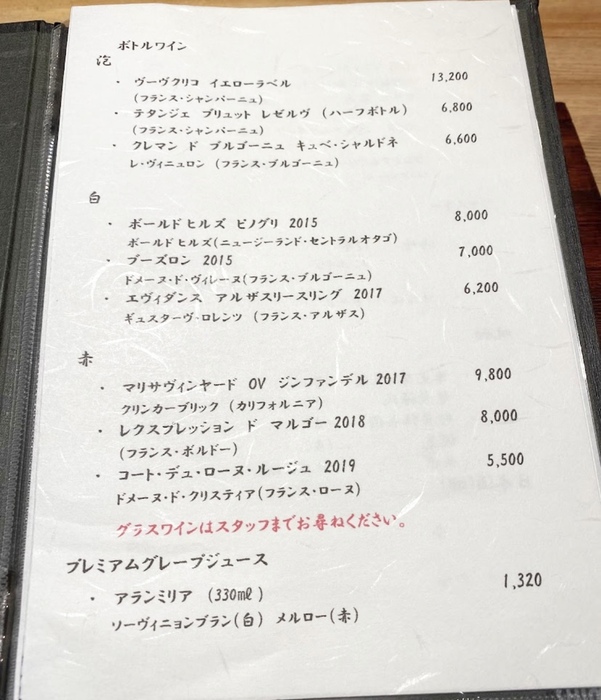 ボトルワイン
泡
・ ヴーヴクリコ イエローラベル 13,200
(フランス・シャンパーニュ)
・ テタンジェ ブリュット レゼルヴ (ハーフボトル) 6,800
(フランス・シャンパーニュ)
・ クレマン ド ブルゴーニュ キュベ・シャルドネ 6,600
レ・ヴィニュロン (フランス・ブルゴーニュ)
白
・ ボールドヒルズ ピノグリ 2015 8,000
ボールドヒルズ(ニュージーランド・セントラルオタゴ)
・ ブーズロン 2015 7,000
ドメーヌ・ド・ヴィレーヌ(フランス・ブルゴーニュ)
・ エヴィダンス アルザスリースリング 2017 6,200
ギュスターヴ・ロレンツ (フランス・アルザス)
赤
・ マリサヴィンヤード OV ジンファンデル 2017 9,800
クリンカーブリック (カリフォルニア)
・ レクスプレッション ド マルゴー 2018 8,000
(フランス・ボルドー)
・ コート・デュ・ローヌ・ルージュ 2019 5,500
ドメーヌ・ド・クリスティア(フランス・ローヌ)
グラスワインはスタッフまでお尋ねください。
プレミアムグレープジュース
・ アランミリア (330㎖) 1,320
ソーヴィニョンブラン(白) メルロー(赤)